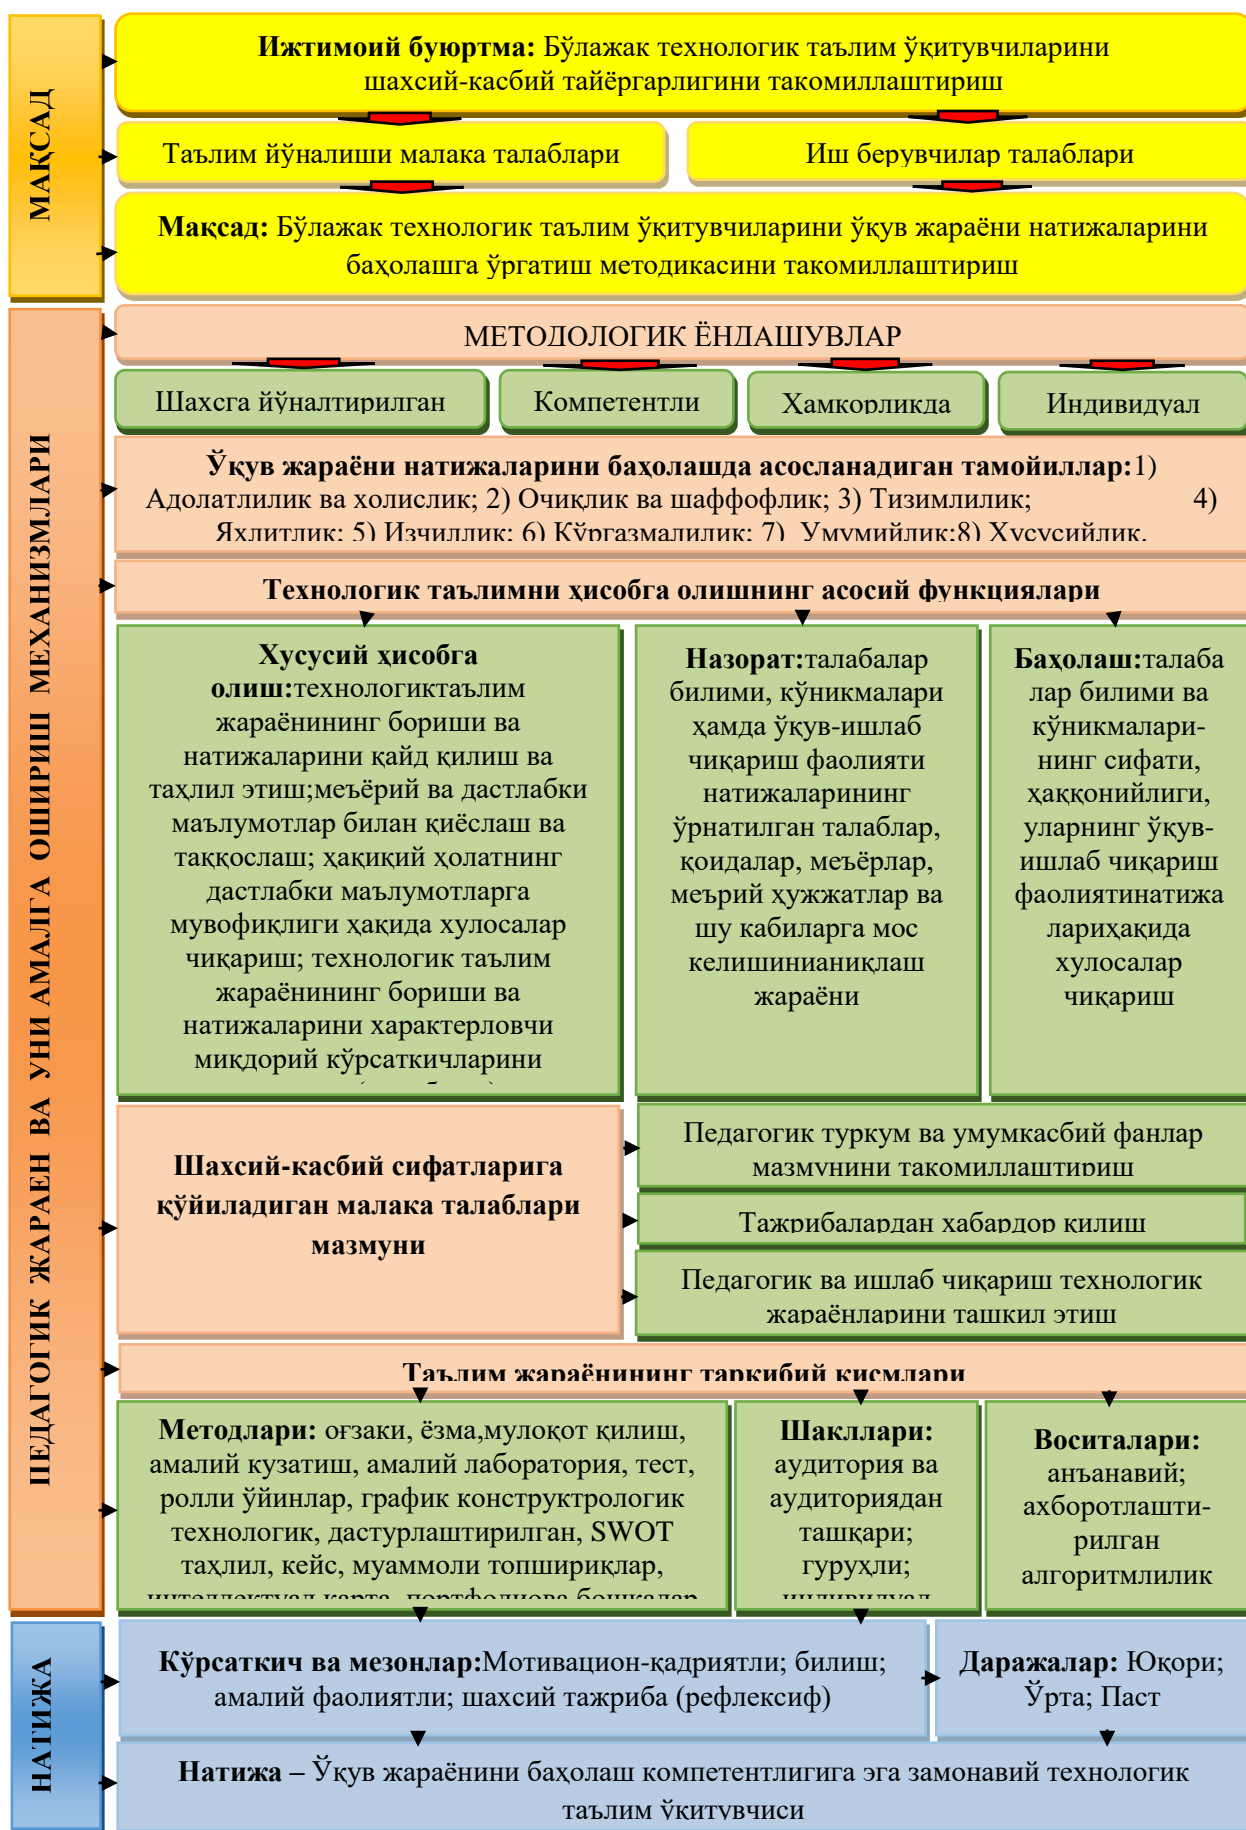 МАҚСАД
Ижтимоий буюртма: Бўлажак технологик таълим ўқитувчиларини
шахсий-касбий тайёргарлигини такомиллаштириш
Таълим йўналиши малака талаблари
Иш берувчилар талаблари
Мақсад: Бўлажак технологик таълим ўқитувчиларини ўқув жараёни натижаларини
баҳолашга ўргатиш методикасини такомиллаштириш
ПЕДАГОГИК ЖАРАЕН ВА УНИ АМАЛГА ОШИРИШ МЕХАНИЗМЛАРИ
МЕТОДОЛОГИК ЁНДАШУВЛАР
Шахсга йўналтирилган
Компетентли
Ҳамкорликда
Индивидуал
Ўқув жараёни натижаларини баҳолашда асосланадиган тамойиллар:1)
Адолатлилик ва холислик; 2) Очиқлик ва шаффофлик; 3) Тизимлилик; 4)
Яхлитлик; 5) Изчиллик; 6) Кўргазмалилик; 7) Умумийлик;8) Хусусийлик.
Технологик таълимни ҳисобга олишнинг асосий функциялари
Хусусий ҳисобга
олиш:технологиктаълим
жараёнининг бориши ва
натижаларини қайд қилиш ва
таҳлил этиш;меъёрий ва дастлабки
маълумотлар билан қиёслаш ва
таққослаш; ҳақиқий ҳолатнинг
дастлабки маълумотларга
мувофиқлиги ҳақида хулосалар
чиқариш; технологик таълим
жараёнининг бориши ва
натижаларини характерловчи
миқдорий кўрсаткичларини
Назорат:талабалар
билими, кўникмалари
ҳамда ўқув-ишлаб
чиқариш фаолияти
натижаларининг
ўрнатилган талаблар,
қоидалар, меъёрлар,
меърий ҳужжатлар ва
шу кабиларга мос
келишинианиқлаш
жараёни
Баҳолаш:талаба
лар билими ва
кўникмалари-
нинг сифати,
ҳаққонийлиги,
уларнинг ўқув-
ишлаб чиқариш
фаолиятинатижа
лариҳақида
хулосалар
чиқариш
Шахсий-касбий сифатларига
қўйиладиган малака талаблари
мазмуни
Педагогик туркум ва умумкасбий фанлар
мазмунини такомиллаштириш
Тажрибалардан хабардор қилиш
Педагогик ва ишлаб чиқариш технологик
жараёнларини ташкил этиш
Таълим жараёнининг таркибий қисмлари
Методлари: оғзаки, ёзма,мулоқот қилиш,
амалий кузатиш, амалий лаборатория, тест,
ролли ўйинлар, график конструктрологик
технологик, дастурлаштирилган, SWOT
таҳлил, кейс, муаммоли топшириқлар,
интеллектуал карта, портфолиова бошқалар
Шакллари:
аудитория ва
аудиториядан
ташқари;
гуруҳли;
индивидуал
Воситалари:
анъанавий;
ахборотлашти-
рилган
алгоритмлилик
НАТИЖА
Кўрсаткич ва мезонлар:Мотивацион-қадриятли; билиш;
амалий фаолиятли; шахсий тажриба (рефлексиф)
Даражалар: Юқори;
Ўрта; Паст
Натижа – Ўқув жараёнини баҳолаш компетентлигига эга замонавий технологик
таълим ўқитувчиси